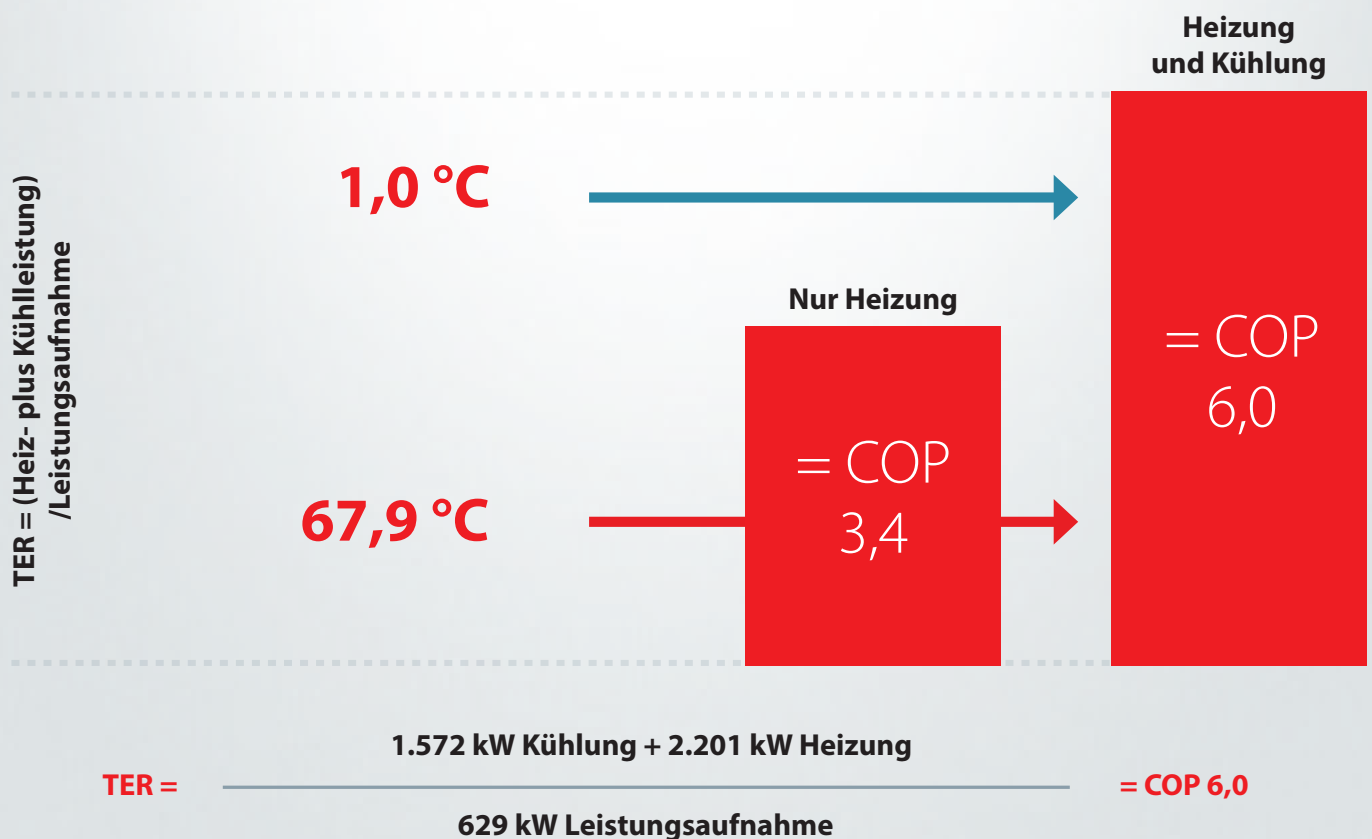 Heizung
und Kühlung
TER = (Heiz- plus Kühlleistung)
/Leistungsaufnahme
1,0 °C
Nur Heizung
= COP
6,0
= COP
3,4
67,9 °C
1.572 kW Kühlung + 2.201 kW Heizung
TER =
= COP 6,0
629 kW Leistungsaufnahme